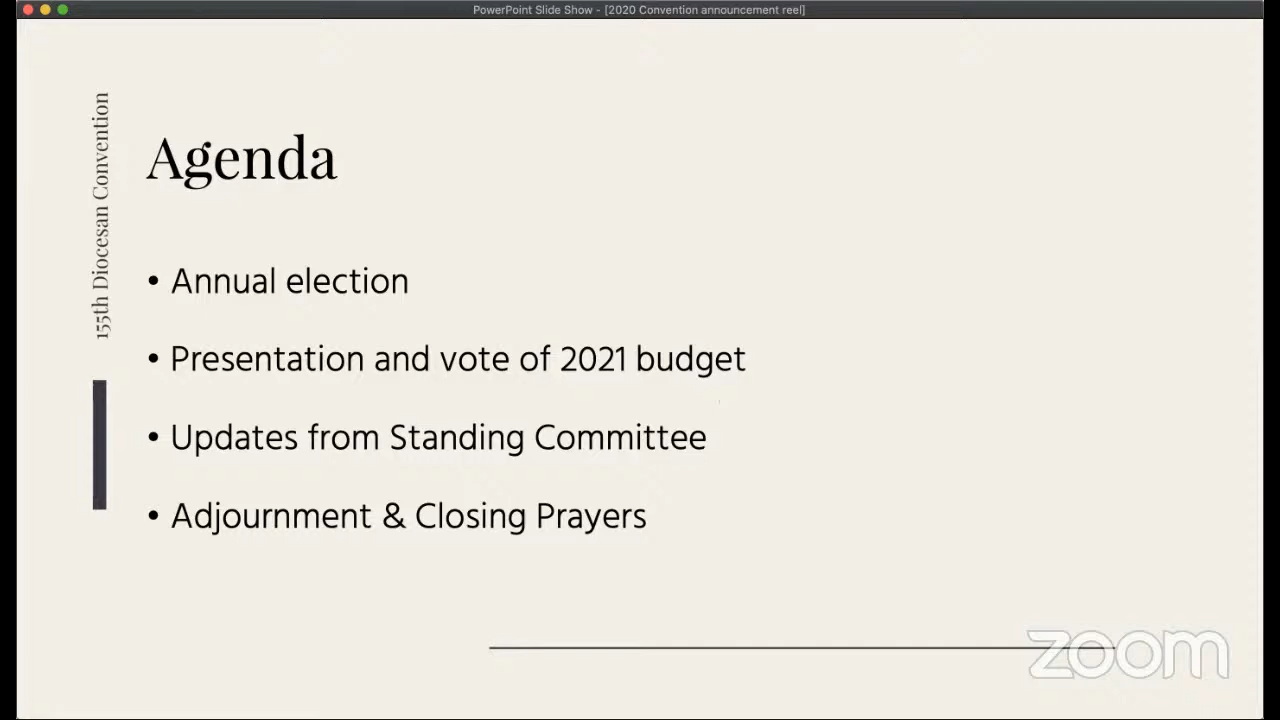 PowerPoint Slide Show - [2020 Convention announcement reel]
155th Diocesan Convention
Agenda
• Annual election
• Presentation and vote of 2021 budget
• Updates from Standing Committee
• Adjournment & Closing Prayers
zoom